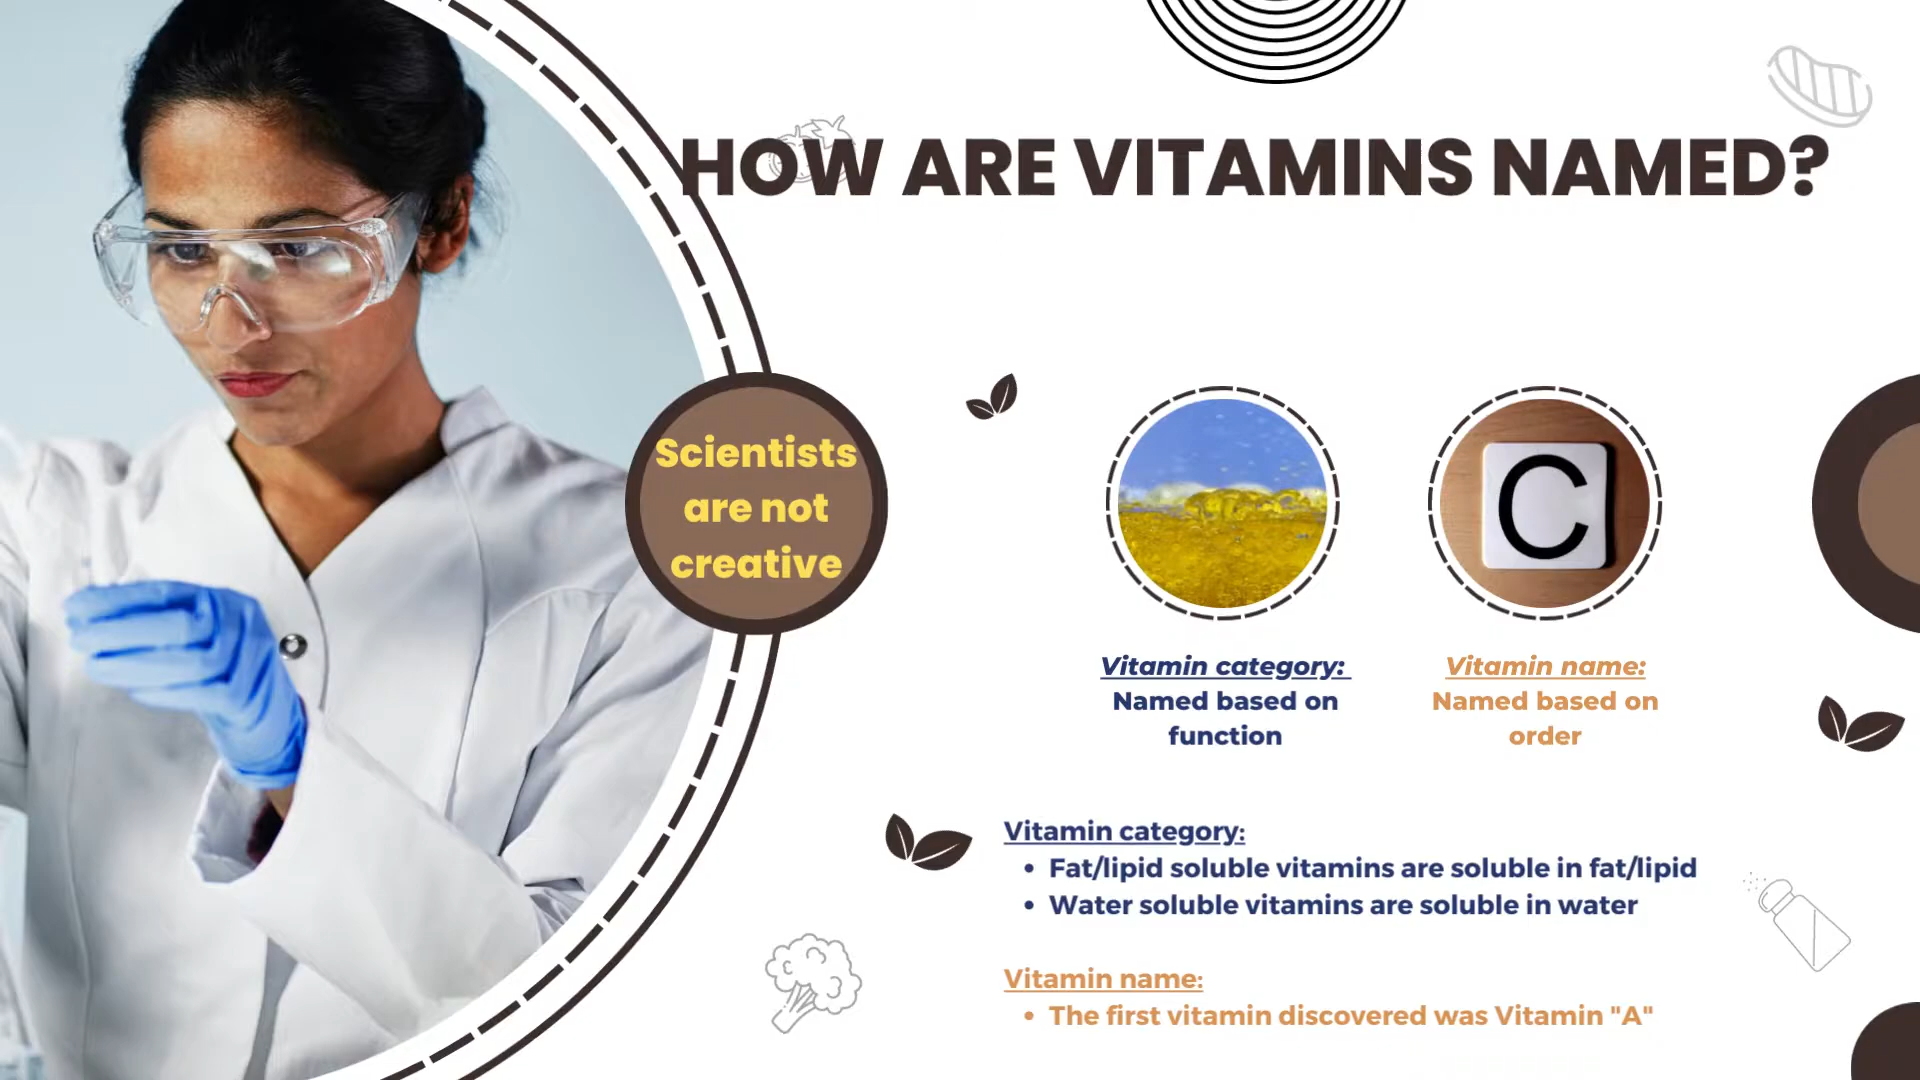 HOW ARE VITAMINS NAMED?
Scientists
are not
creative
C
Vitamin category:
Named based on
function
Vitamin name:
Named based on
order
Vitamin category:
• Fat/lipid soluble vitamins are soluble in fat/lipid
• Water soluble vitamins are soluble in water
Vitamin name:
• The first vitamin discovered was Vitamin "A"